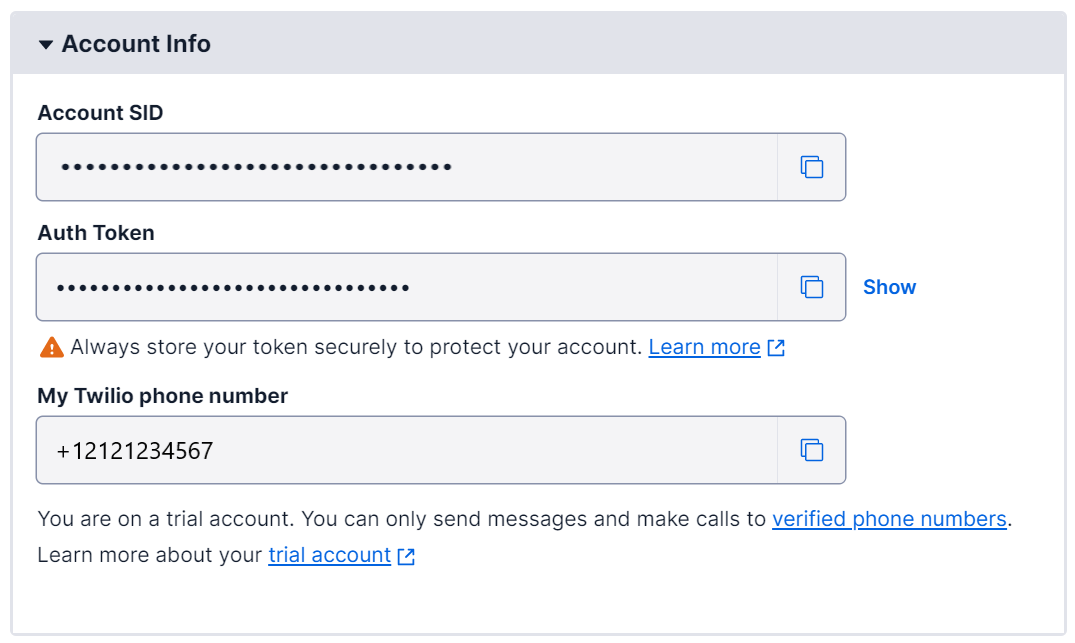 Account Info
Account SID
••••••••••••••••••••••••••••••••
Auth Token
••••••••••••••••••••••••••••••••
Show
Always store your token securely to protect your account. Learn more
My Twilio phone number
+12121234567
You are on a trial account. You can only send messages and make calls to verified phone numbers.
Learn more about your trial account